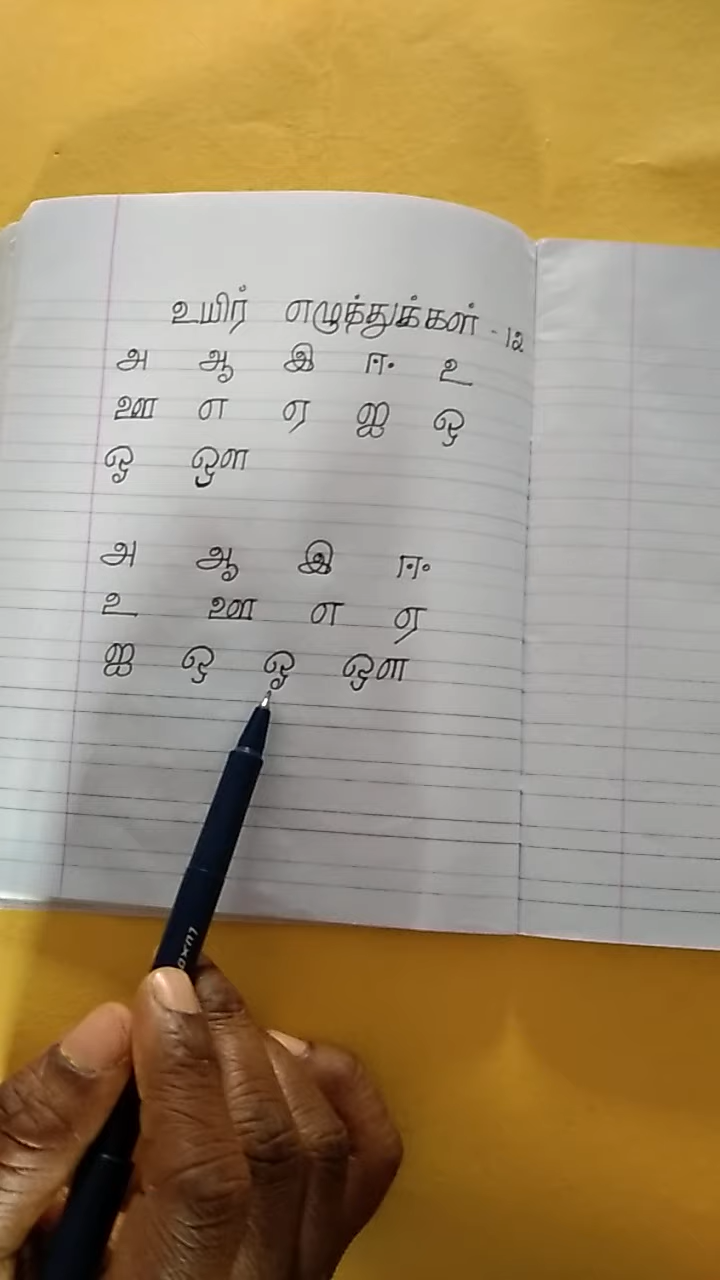 உயிர் எழுத்துக்கள் - 12
அ ஆ இ ஈ உ
ஊ எ ஏ ஐ ஒ
ஓ ஔ
அ ஆ இ ஈ
உ ஊ எ ஏ
ஐ ஒ ஓ ஔ